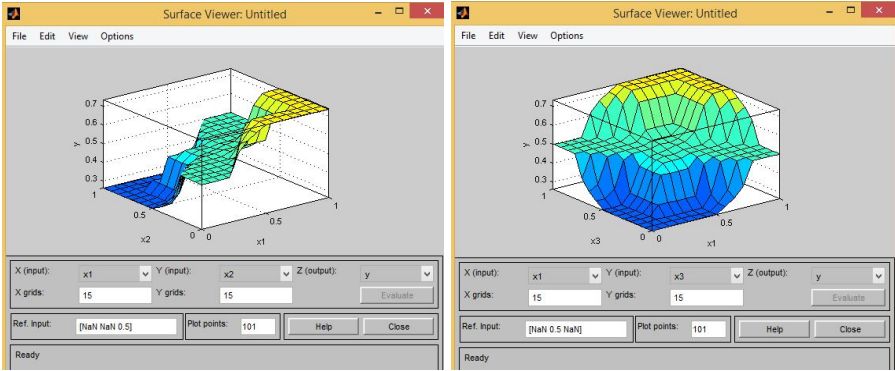 Surface Viewer: Untitled
File Edit View Options
0.7
0.6
0.5
0.4
0.3
y
1
0.5
0
x2
0
0.5
1
x1
X (input): x1 Y (input): x2 Z (output): y
X grids: 15 Y grids: 15 Evaluate
Ref. Input: [NaN NaN 0.5] Plot points: 101 Help Close
Ready
Surface Viewer: Untitled
File Edit View Options
0.7
0.6
0.5
0.4
0.3
y
1
0.5
0
x3
0
0.5
1
x1
X (input): x1 Y (input): x3 Z (output): y
X grids: 15 Y grids: 15 Evaluate
Ref. Input: [NaN 0.5 NaN] Plot points: 101 Help Close
Ready